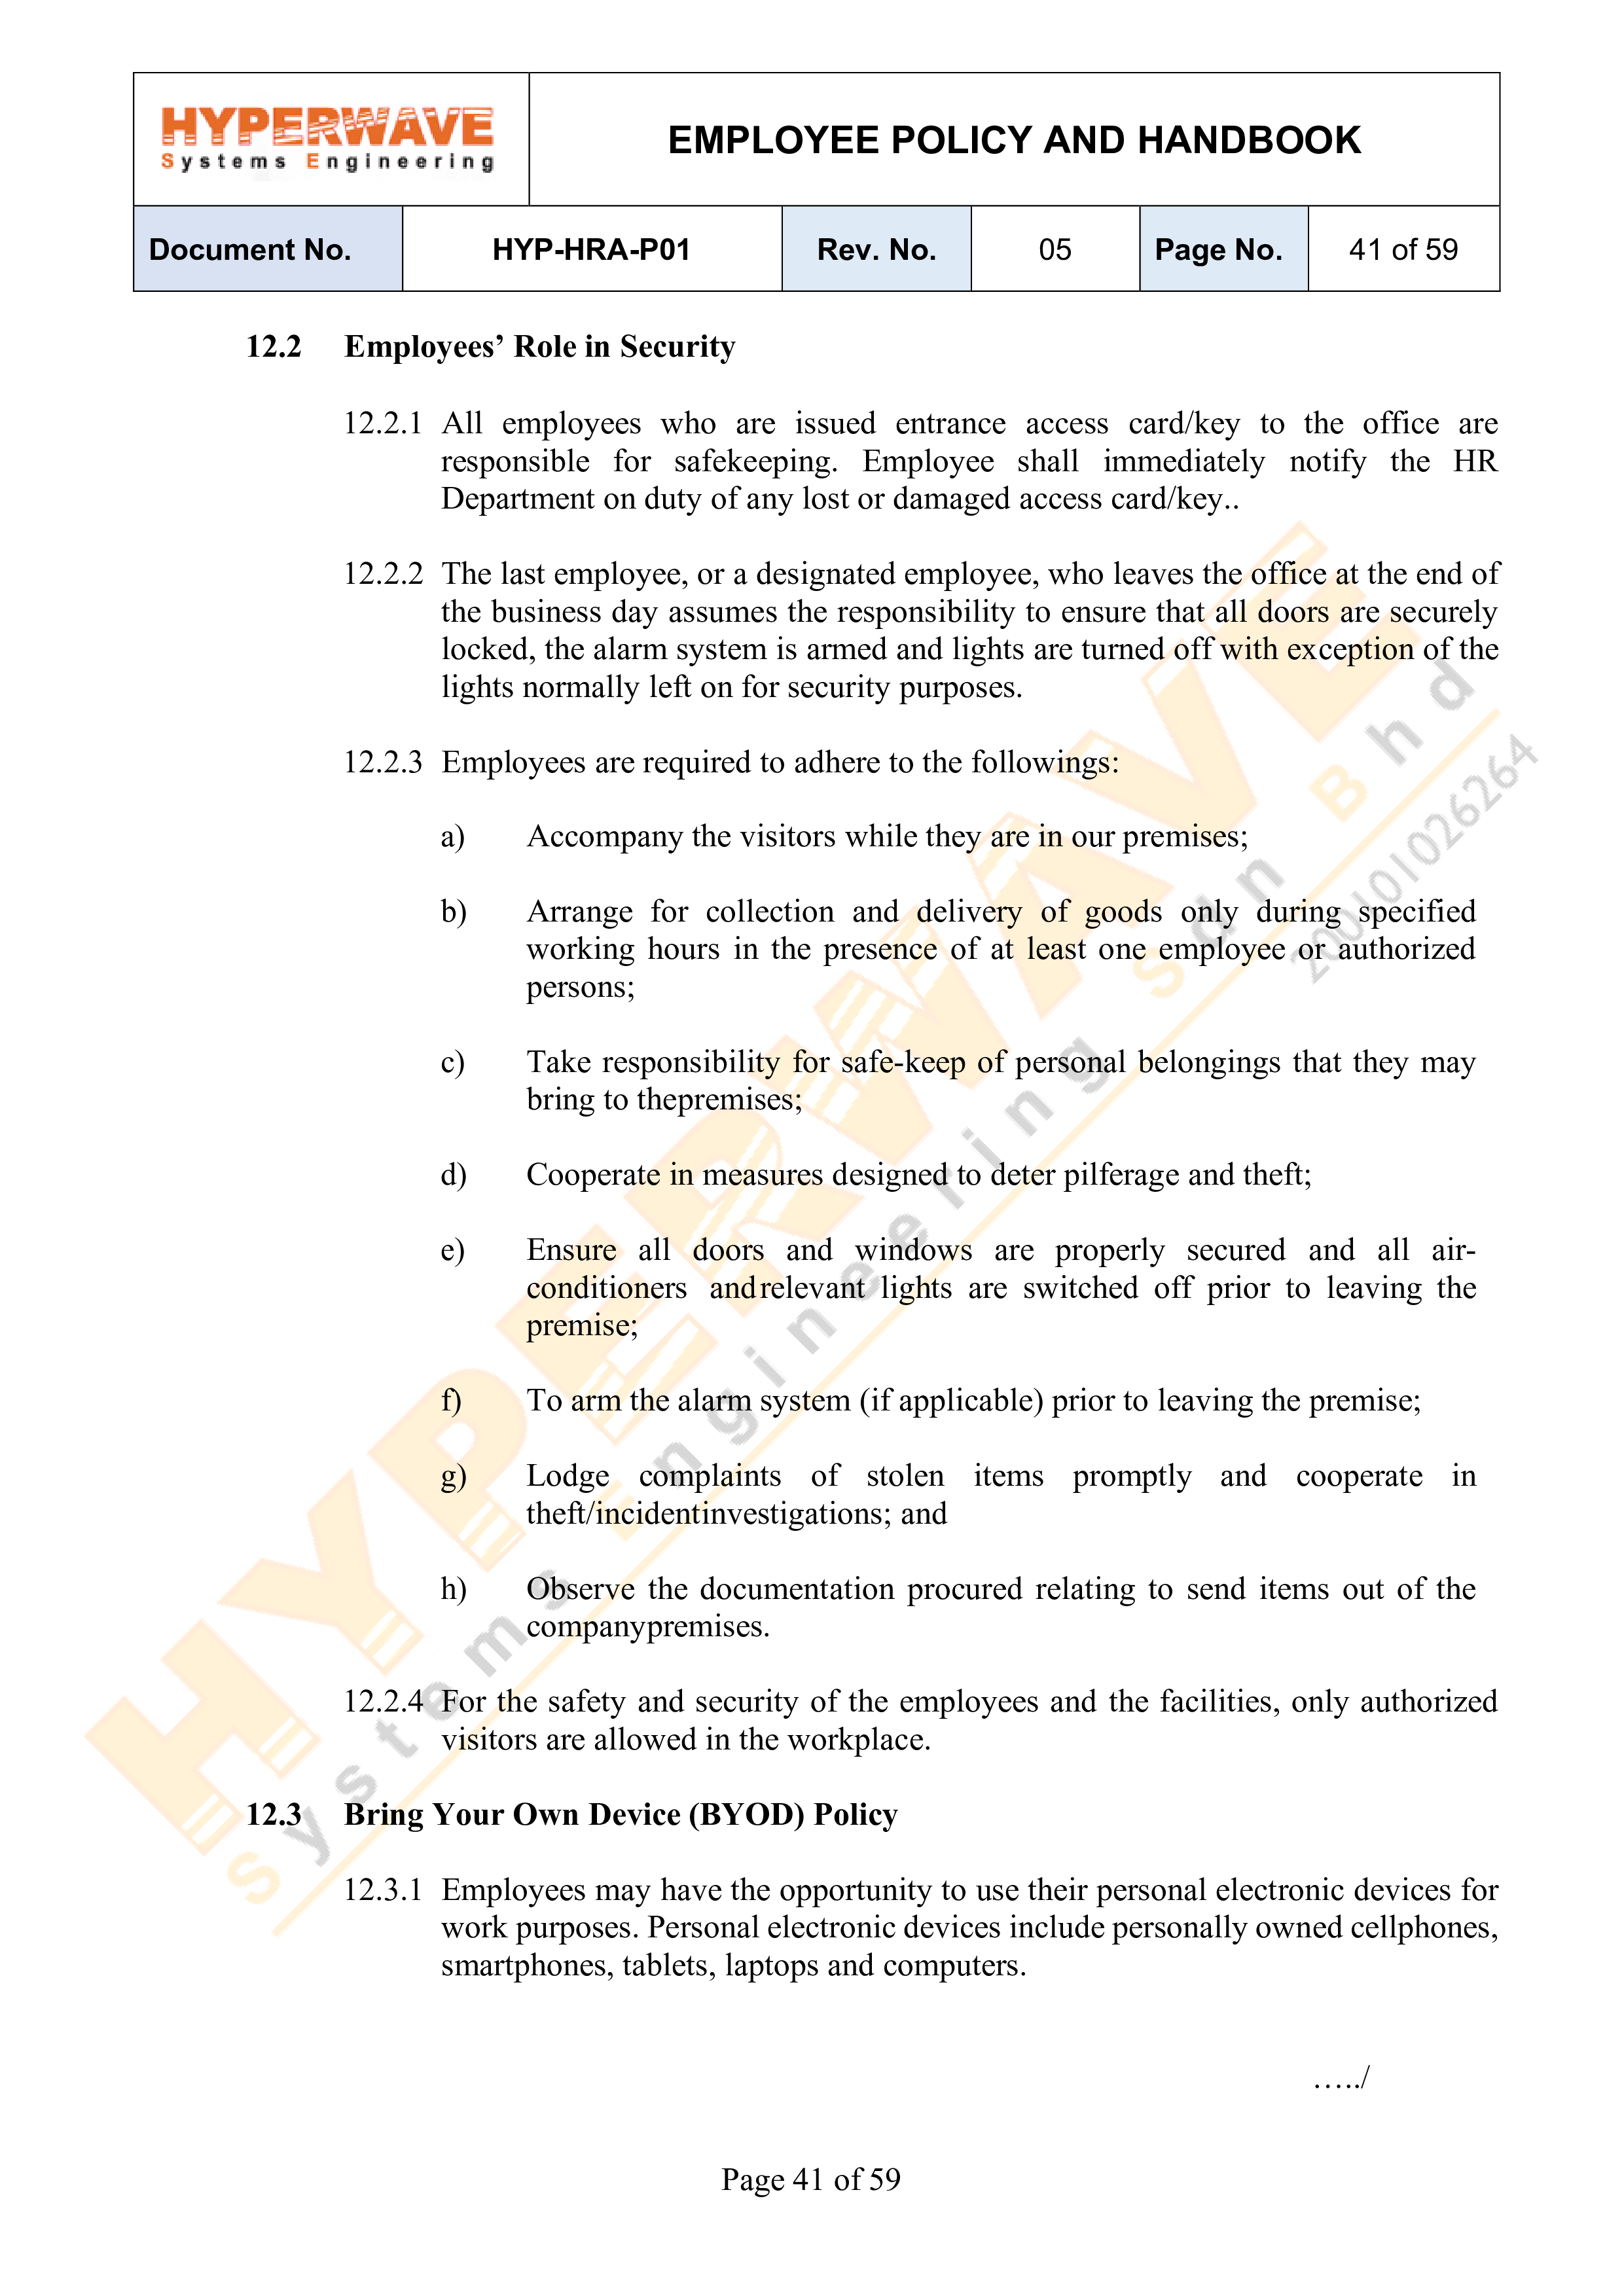 HYPERWAVE
Systems Engineering
EMPLOYEE POLICY AND HANDBOOK
Document No.
HYP-HRA-P01
Rev. No.
05
Page No.
41 of 59
12.2 Employees’ Role in Security
12.2.1 All employees who are issued entrance access card/key to the office are
responsible for safekeeping. Employee shall immediately notify the HR
Department on duty of any lost or damaged access card/key..
12.2.2 The last employee, or a designated employee, who leaves the office at the end of
the business day assumes the responsibility to ensure that all doors are securely
locked, the alarm system is armed and lights are turned off with exception of the
lights normally left on for security purposes.
12.2.3 Employees are required to adhere to the followings:
a) Accompany the visitors while they are in our premises;
b) Arrange for collection and delivery of goods only during specified
working hours in the presence of at least one employee or authorized
persons;
c) Take responsibility for safe-keep of personal belongings that they may
bring to thepremises;
d) Cooperate in measures designed to deter pilferage and theft;
e) Ensure all doors and windows are properly secured and all air-
conditioners andrelevant lights are switched off prior to leaving the
premise;
f) To arm the alarm system (if applicable) prior to leaving the premise;
g) Lodge complaints of stolen items promptly and cooperate in
theft/incidentinvestigations; and
h) Observe the documentation procured relating to send items out of the
companypremises.
12.2.4 For the safety and security of the employees and the facilities, only authorized
visitors are allowed in the workplace.
12.3 Bring Your Own Device (BYOD) Policy
12.3.1 Employees may have the opportunity to use their personal electronic devices for
work purposes. Personal electronic devices include personally owned cellphones,
smartphones, tablets, laptops and computers.
…../
Page 41 of 59
HYPERWAVE
Systems Engineering Sdn Bhd
200101026264